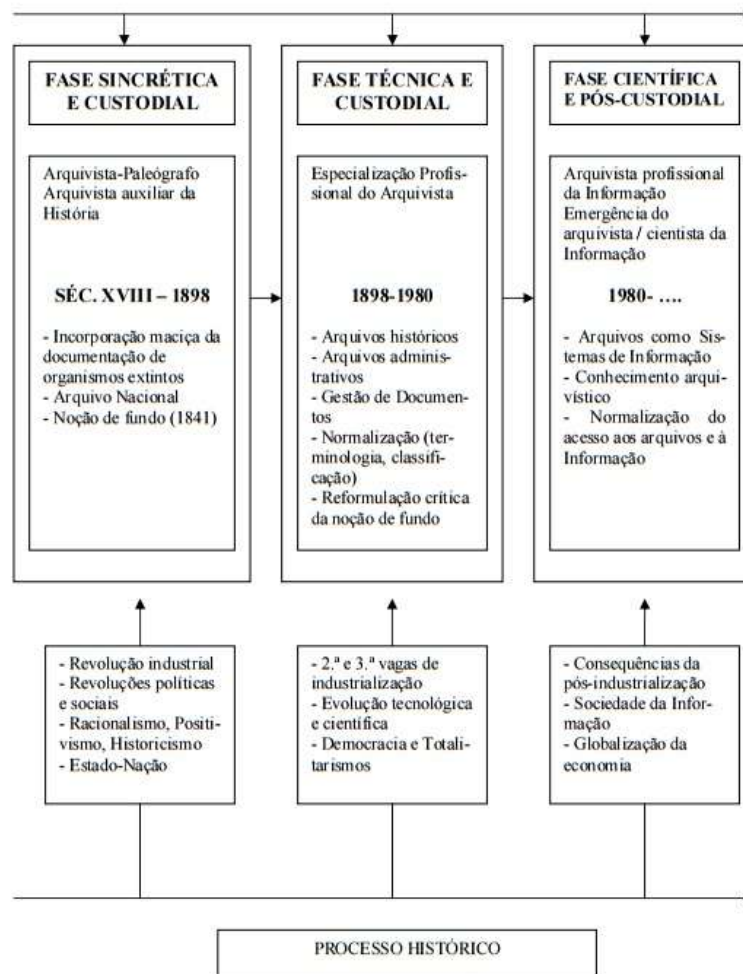 FASE SINCRÉTICA
E CUSTODIAL
Arquivista-Paleógrafo
Arquivista auxiliar da
História
SÉC. XVIII – 1898
- Incorporação maciça da
documentação de
organismos extintos
- Arquivo Nacional
- Noção de fundo (1841)
FASE TÉCNICA E
CUSTODIAL
Especialização Profis-
sional do Arquivista
1898-1980
- Arquivos históricos
- Arquivos adminis-
trativos
- Gestão de Documen-
tos
- Normalização (ter-
minologia, classifi-
cação)
- Reformulação crítica
da noção de fundo
FASE CIENTÍFICA
E PÓS-CUSTODIAL
Arquivista profissional
da Informação
Emergência do
arquivista / cientista da
Informação
1980- ….
- Arquivos como Sis-
temas de Informação
- Conhecimento arqui-
vístico
- Normalização do
acesso aos arquivos e à
Informação
- Revolução industrial
- Revoluções políticas
e sociais
- Racionalismo, Positi-
vismo, Historicismo
- Estado-Nação
- 2.ª e 3.ª vagas de
industrialização
- Evolução tecnológica
e científica
- Democracia e Totali-
tarismos
- Consequências da
pós-industrialização
- Sociedade da Infor-
mação
- Globalização da
economia
PROCESSO HISTÓRICO